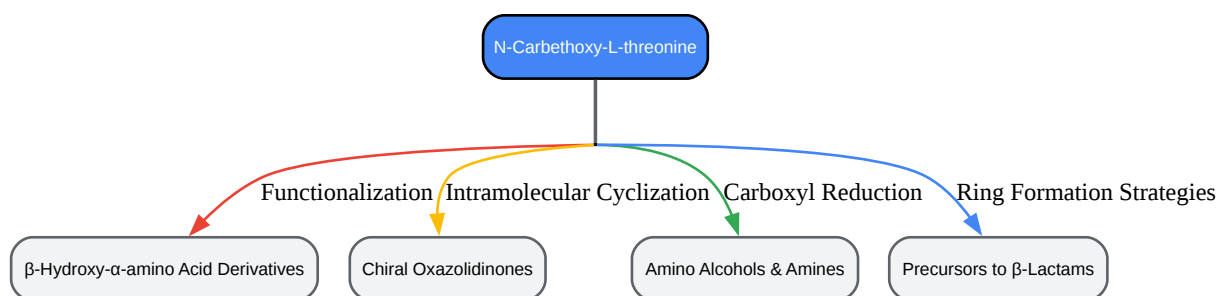 N-Carbethoxy-L-threonine
Functionalization
Intramolecular Cyclization
Carboxyl Reduction
Ring Formation Strategies
β-Hydroxy-α-amino Acid Derivatives
Chiral Oxazolidinones
Amino Alcohols & Amines
Precursors to β-Lactams